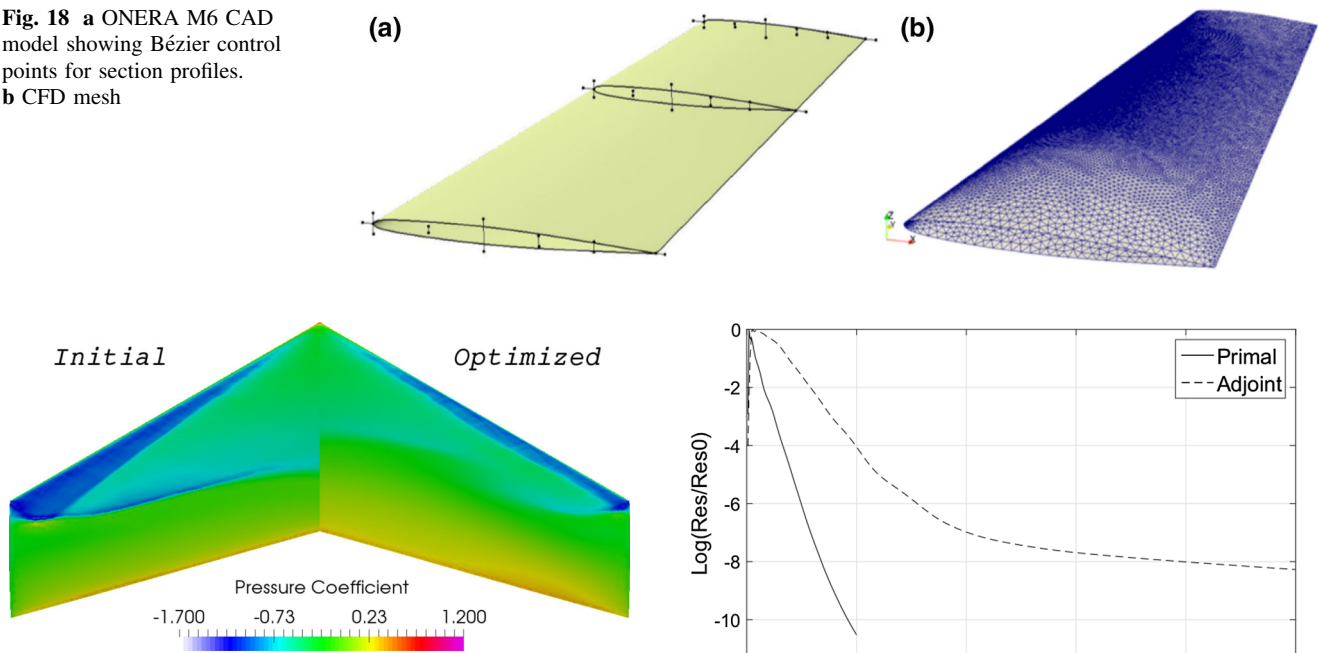 Fig. 18 a ONERA M6 CAD
model showing Bézier control
points for section profiles.
b CFD mesh
(a)
(b)
Z
Y
X
Initial
Optimized
Pressure Coefficient
-1.700 -0.73 0.23 1.200
0
-2
-4
-6
-8
-10
Log(Res/Res0)
Primal
Adjoint